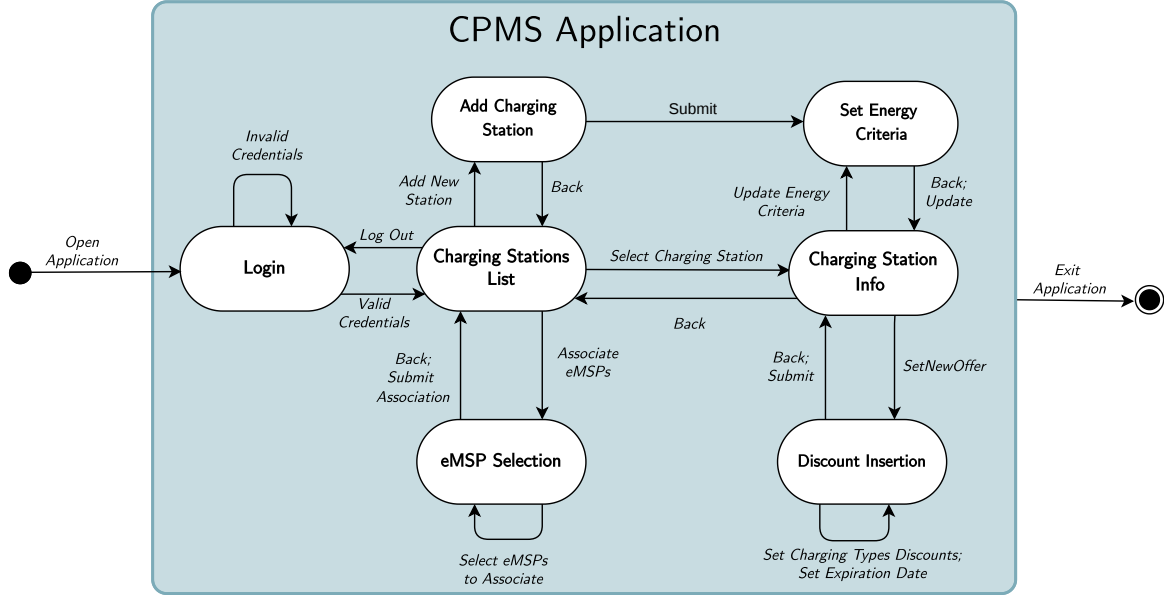 CPMS Application
Add Charging
Station
Submit
Set Energy
Criteria
Invalid
Credentials
Add New
Station
Back
Update Energy
Criteria
Back;
Update
Open
Application
Login
Log Out
Charging Stations
List
Select Charging Station
Charging Station
Info
Exit
Application
Valid
Credentials
Back
Back;
Submit
Association
Associate
eMSPs
Back;
Submit
SetNewOffer
eMSP Selection
Discount Insertion
Select eMSPs
to Associate
Set Charging Types Discounts;
Set Expiration Date